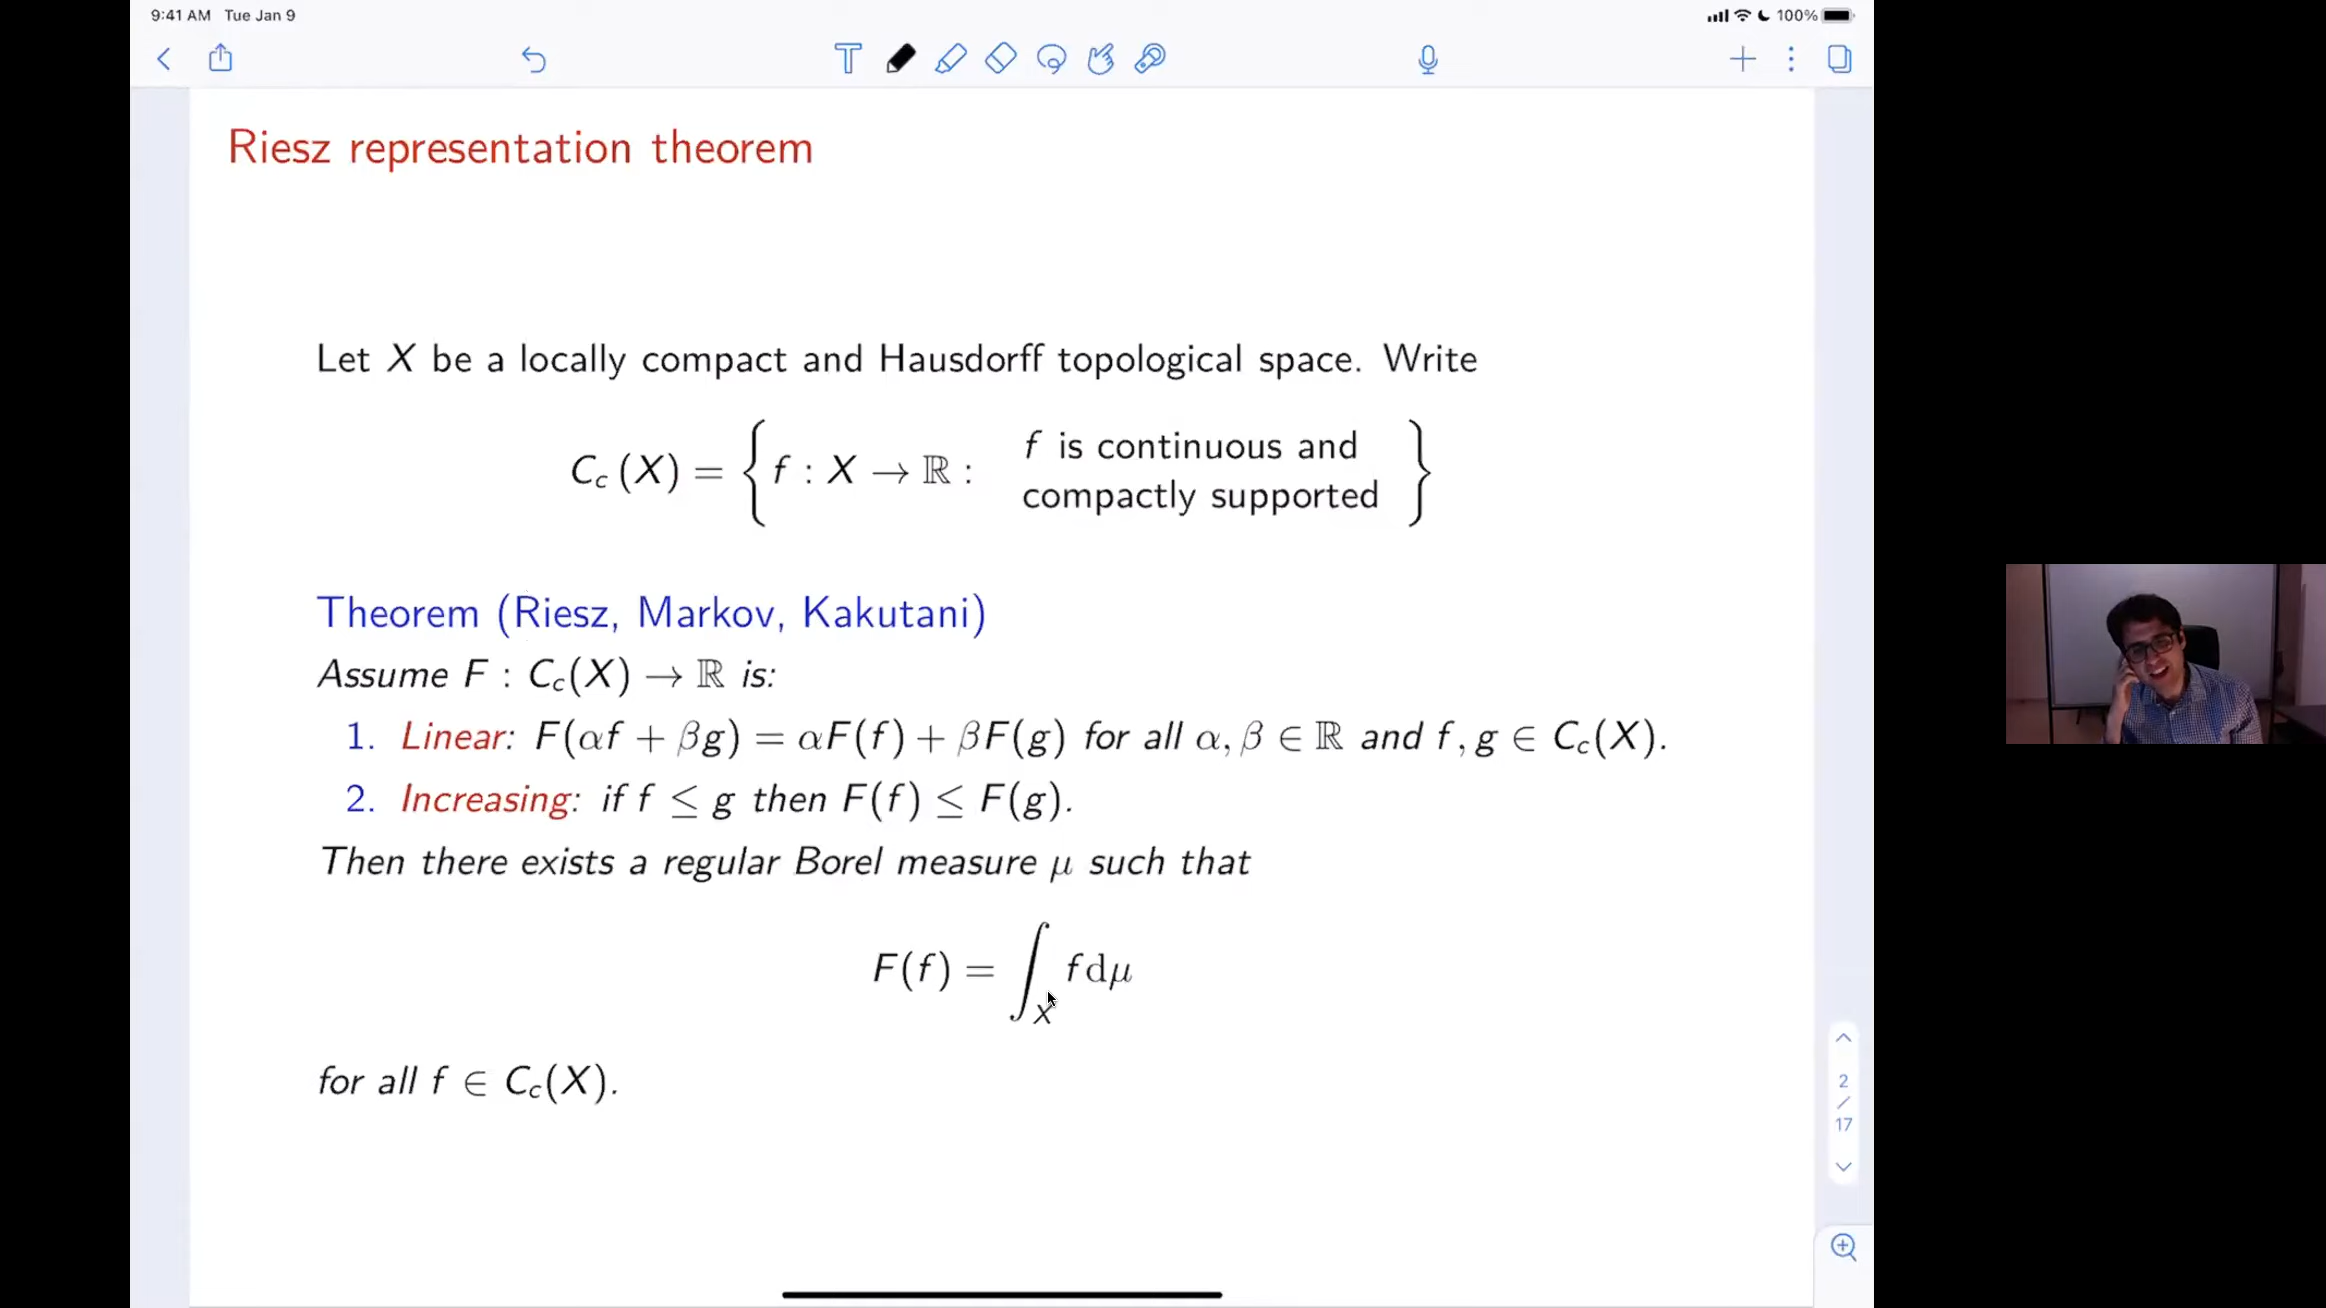 9:41 AM Tue Jan 9
100%
Riesz representation theorem
Let X be a locally compact and Hausdorff topological space. Write
C_c (X) = { f : X → ℝ : f is continuous and
compactly supported }
Theorem (Riesz, Markov, Kakutani)
Assume F : C_c(X) → ℝ is:
1. Linear: F(αf + βg) = αF(f) + βF(g) for all α, β ∈ ℝ and f, g ∈ C_c(X).
2. Increasing: if f ≤ g then F(f) ≤ F(g).
Then there exists a regular Borel measure μ such that
F(f) = ∫_X f dμ
for all f ∈ C_c(X).
2
/
17